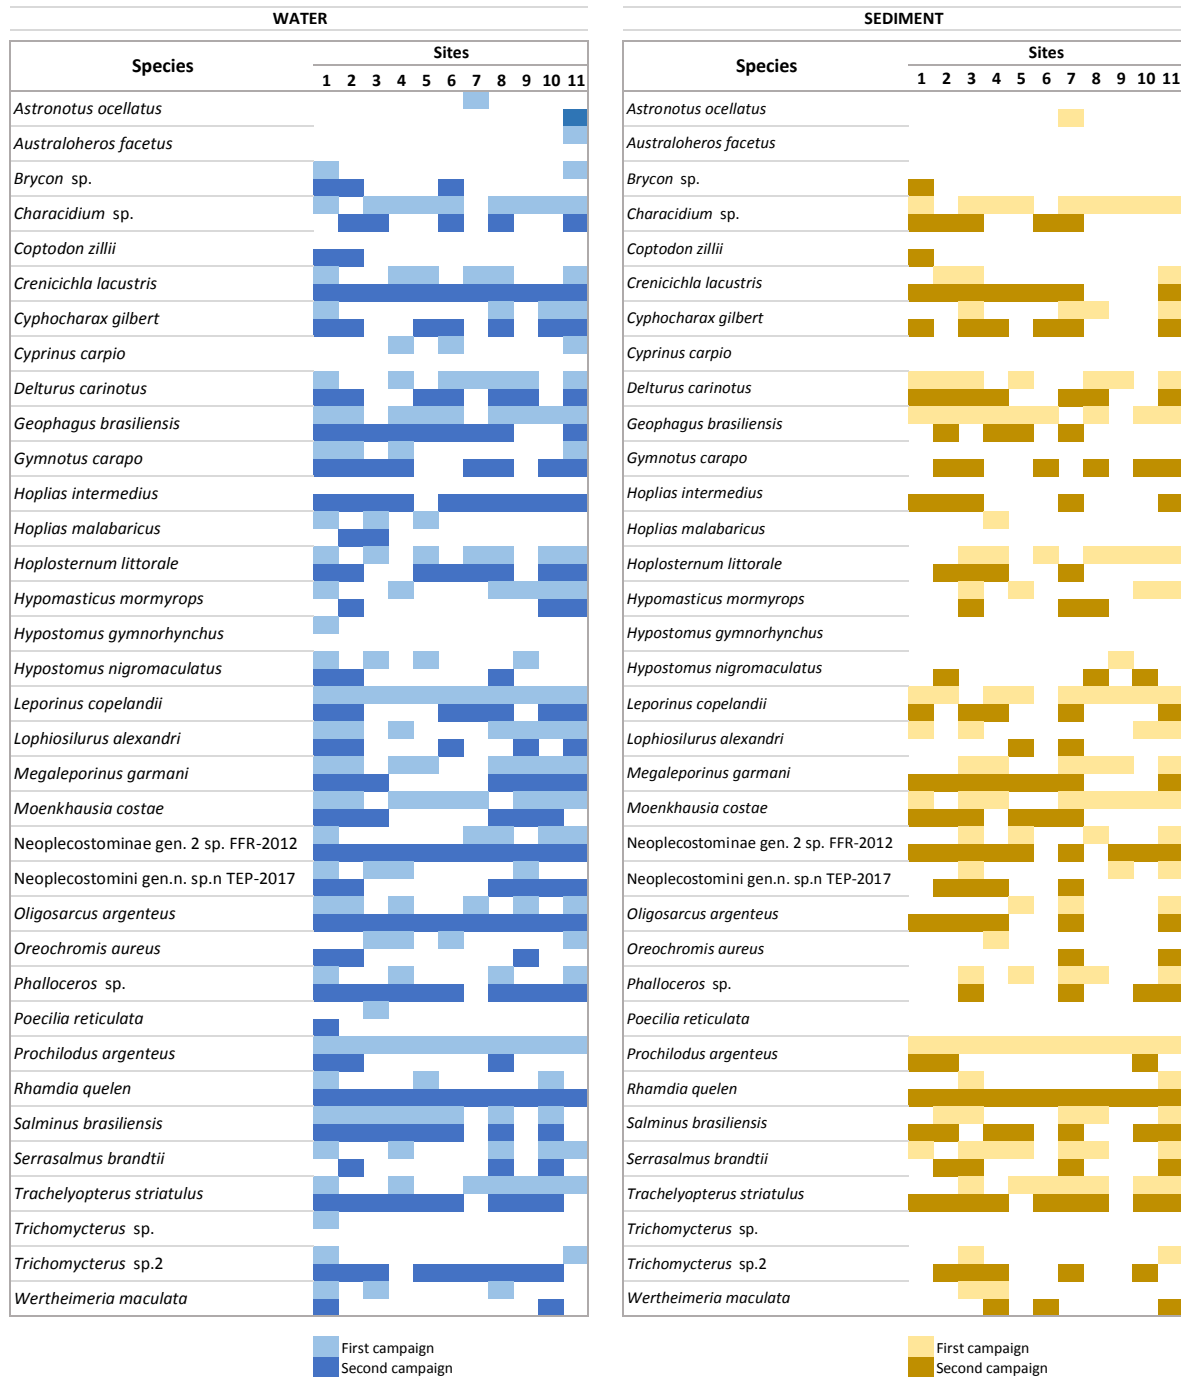 WATER
SEDIMENT
Species
Sites
1 2 3 4 5 6 7 8 9 10 11
Astronotus ocellatus
Australoheros facetus
Brycon sp.
Characidium sp.
Coptodon zillii
Crenicichla lacustris
Cyphocharax gilbert
Cyprinus carpio
Delturus carinotus
Geophagus brasiliensis
Gymnotus carapo
Hoplias intermedius
Hoplias malabaricus
Hoplosternum littorale
Hypomasticus mormyrops
Hypostomus gymnorhynchus
Hypostomus nigromaculatus
Leporinus copelandii
Lophiosilurus alexandri
Megaleporinus garmani
Moenkhausia costae
Neoplecostominae gen. 2 sp. FFR-2012
Neoplecostomini gen.n. sp.n TEP-2017
Oligosarcus argenteus
Oreochromis aureus
Phalloceros sp.
Poecilia reticulata
Prochilodus argenteus
Rhamdia quelen
Salminus brasiliensis
Serrasalmus brandtii
Trachelyopterus striatulus
Trichomycterus sp.
Trichomycterus sp.2
Wertheimeria maculata
First campaign
Second campaign
Species
Sites
1 2 3 4 5 6 7 8 9 10 11
Astronotus ocellatus
Australoheros facetus
Brycon sp.
Characidium sp.
Coptodon zillii
Crenicichla lacustris
Cyphocharax gilbert
Cyprinus carpio
Delturus carinotus
Geophagus brasiliensis
Gymnotus carapo
Hoplias intermedius
Hoplias malabaricus
Hoplosternum littorale
Hypomasticus mormyrops
Hypostomus gymnorhynchus
Hypostomus nigromaculatus
Leporinus copelandii
Lophiosilurus alexandri
Megaleporinus garmani
Moenkhausia costae
Neoplecostominae gen. 2 sp. FFR-2012
Neoplecostomini gen.n. sp.n TEP-2017
Oligosarcus argenteus
Oreochromis aureus
Phalloceros sp.
Poecilia reticulata
Prochilodus argenteus
Rhamdia quelen
Salminus brasiliensis
Serrasalmus brandtii
Trachelyopterus striatulus
Trichomycterus sp.
Trichomycterus sp.2
Wertheimeria maculata
First campaign
Second campaign